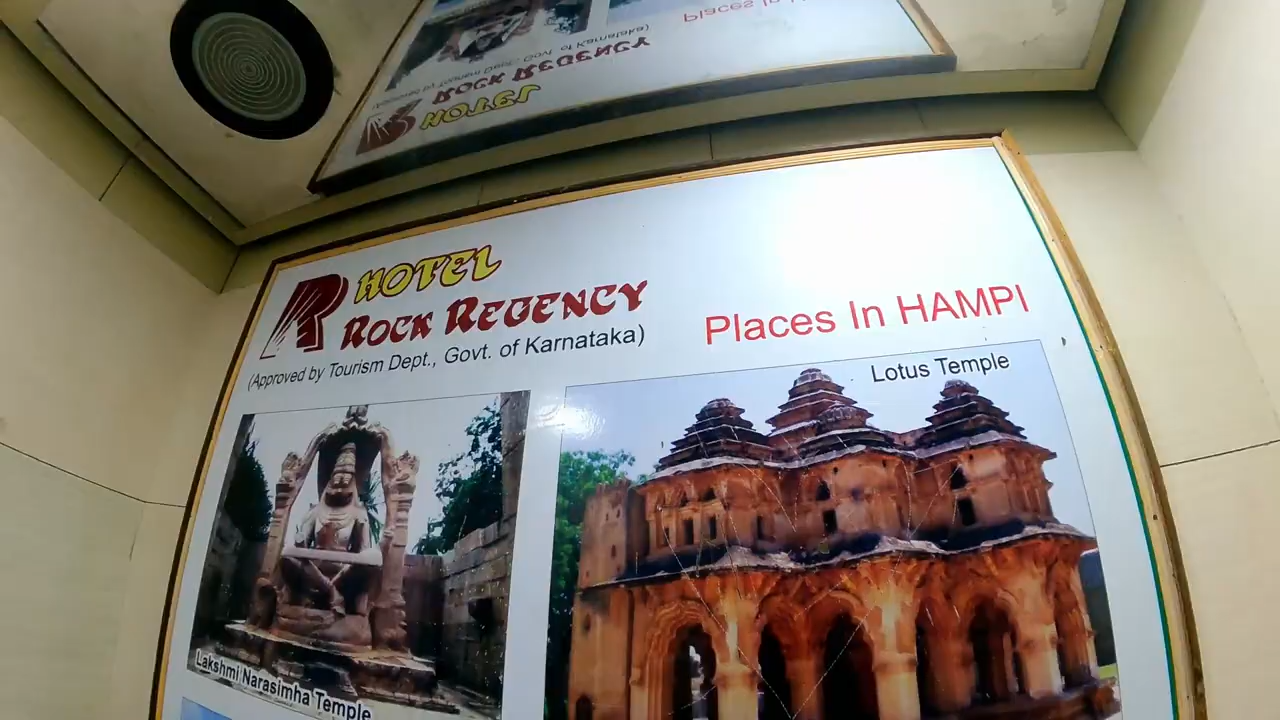 HOTEL
ROCK REGENCY
(Approved by Tourism Dept., Govt. of Karnataka)
Places In HAMPI
Lotus Temple
Lakshmi Narasimha Temple